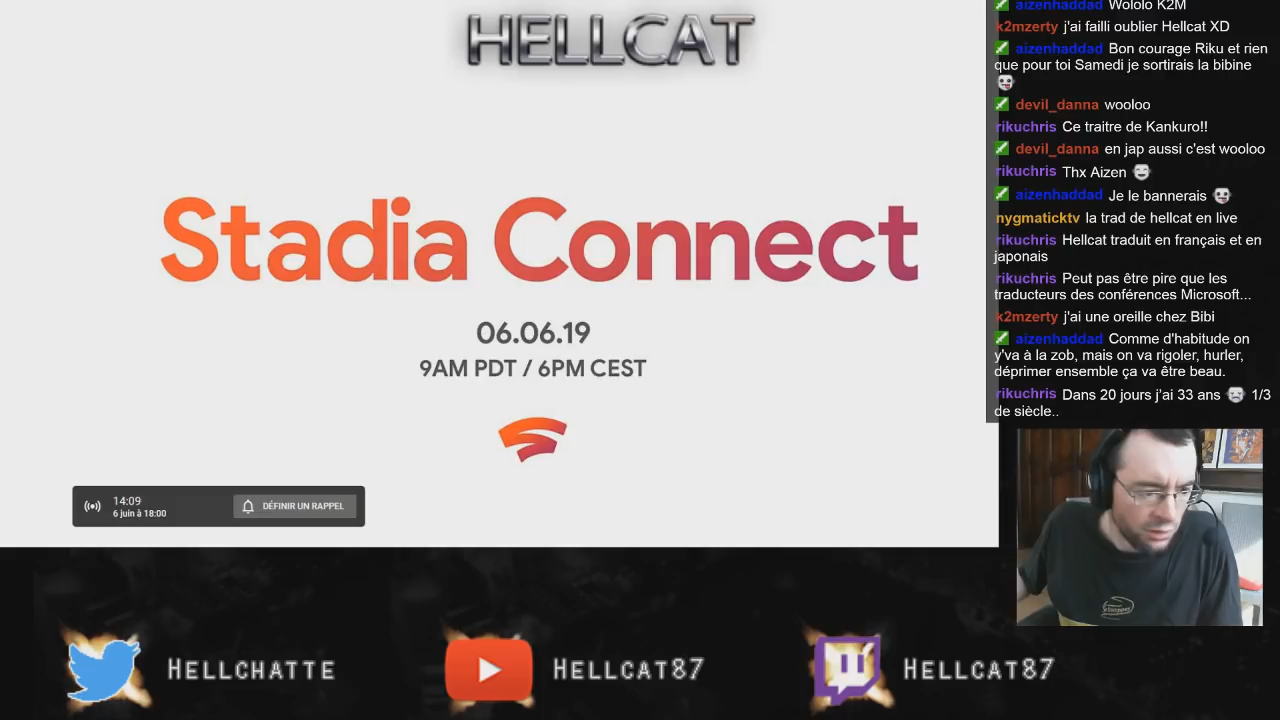 HELLCAT
Stadia Connect
06.06.19
9AM PDT / 6PM CEST
14:09
6 juin à 18:00
DÉFINIR UN RAPPEL
aizenhaddad Wololo K2M
k2mzerty j'ai failli oublier Hellcat XD
aizenhaddad Bon courage Riku et rien
que pour toi Samedi je sortirais la bibine
devil_danna wooloo
rikuchris Ce traitre de Kankuro!!
devil_danna en jap aussi c'est wooloo
rikuchris Thx Aizen
aizenhaddad Je le bannerais
nygmaticktv la trad de hellcat en live
rikuchris Hellcat traduit en français et en
japonais
rikuchris Peut pas être pire que les
traducteurs des conférences Microsoft...
k2mzerty j'ai une oreille chez Bibi
aizenhaddad Comme d'habitude on
y'va à la zob, mais on va rigoler, hurler,
déprimer ensemble ça va être beau.
rikuchris Dans 20 jours j'ai 33 ans 1/3
de siècle..
HELLCHATTE
HELLCAT87
HELLCAT87